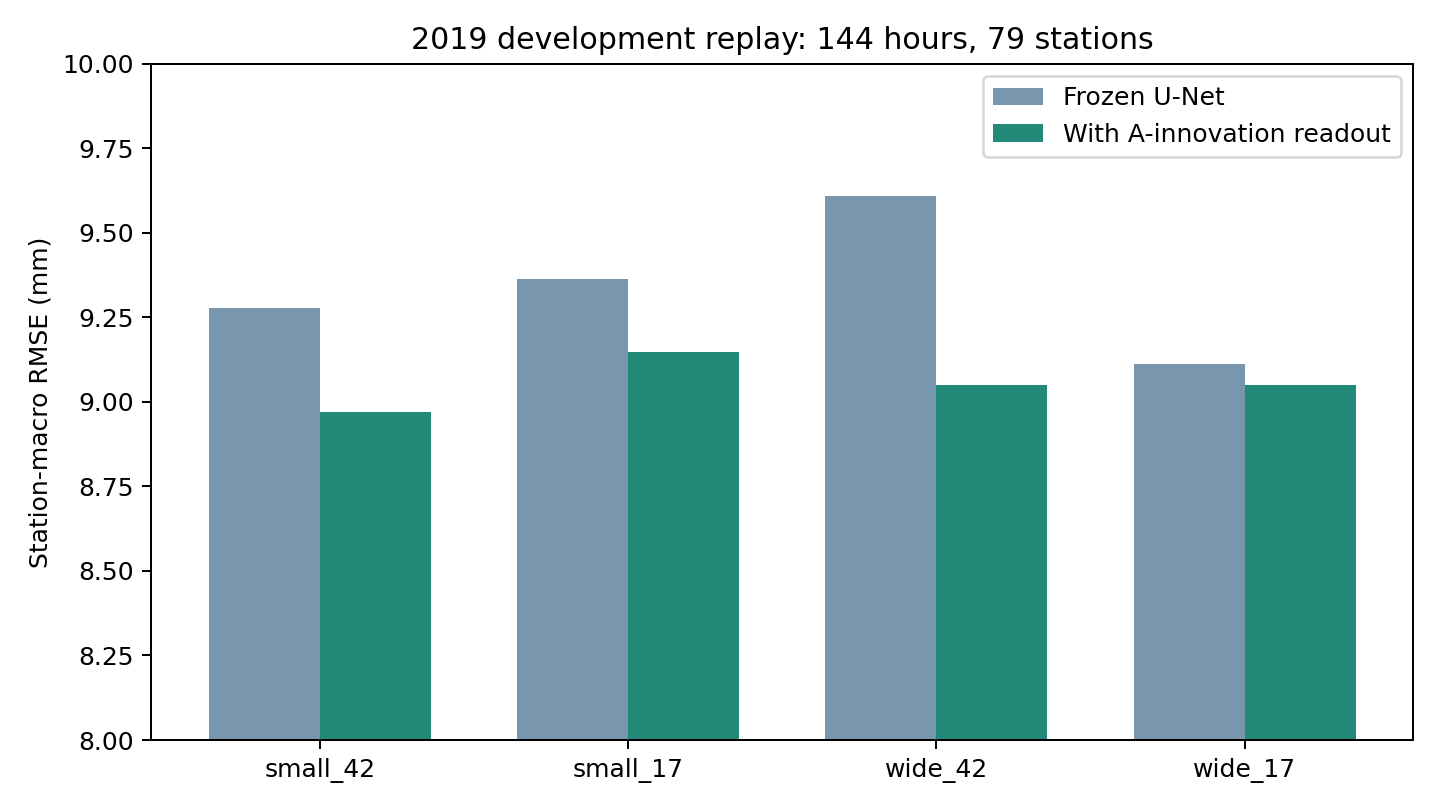 2019 development replay: 144 hours, 79 stations
Frozen U-Net
With A-innovation readout
Station-macro RMSE (mm)
10.00
9.75
9.50
9.25
9.00
8.75
8.50
8.25
8.00
small_42
small_17
wide_42
wide_17